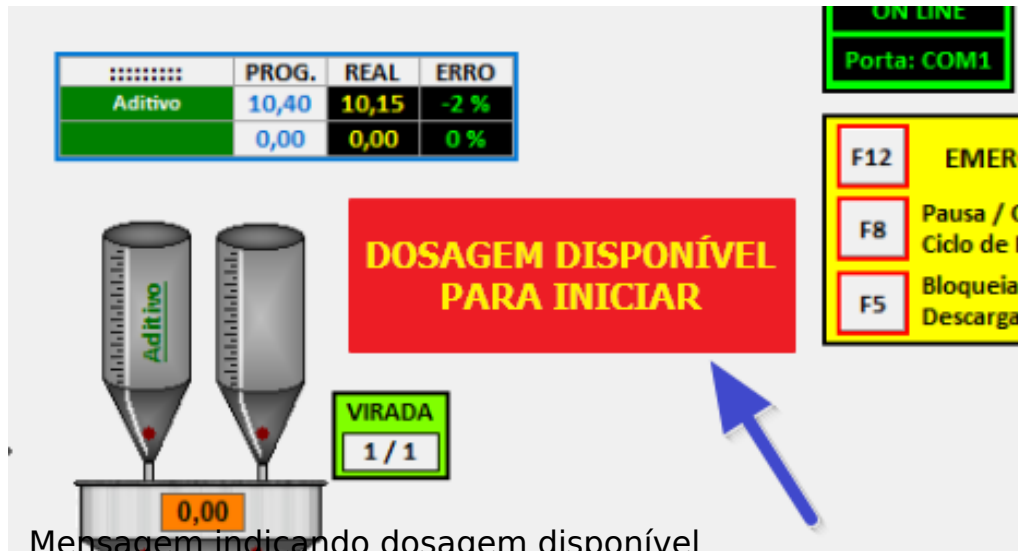 ON LINE
Porta: COM1
::::::::: PROG. REAL ERRO
Aditivo 10,40 10,15 -2 %
0,00 0,00 0 %
F12 EMER
F8 Pausa / 
Ciclo de
F5 Bloqueia
Descarga
DOSAGEM DISPONÍVEL
PARA INICIAR
Aditivo
VIRADA
1 / 1
0,00
Mensagem indicando dosagem disponível